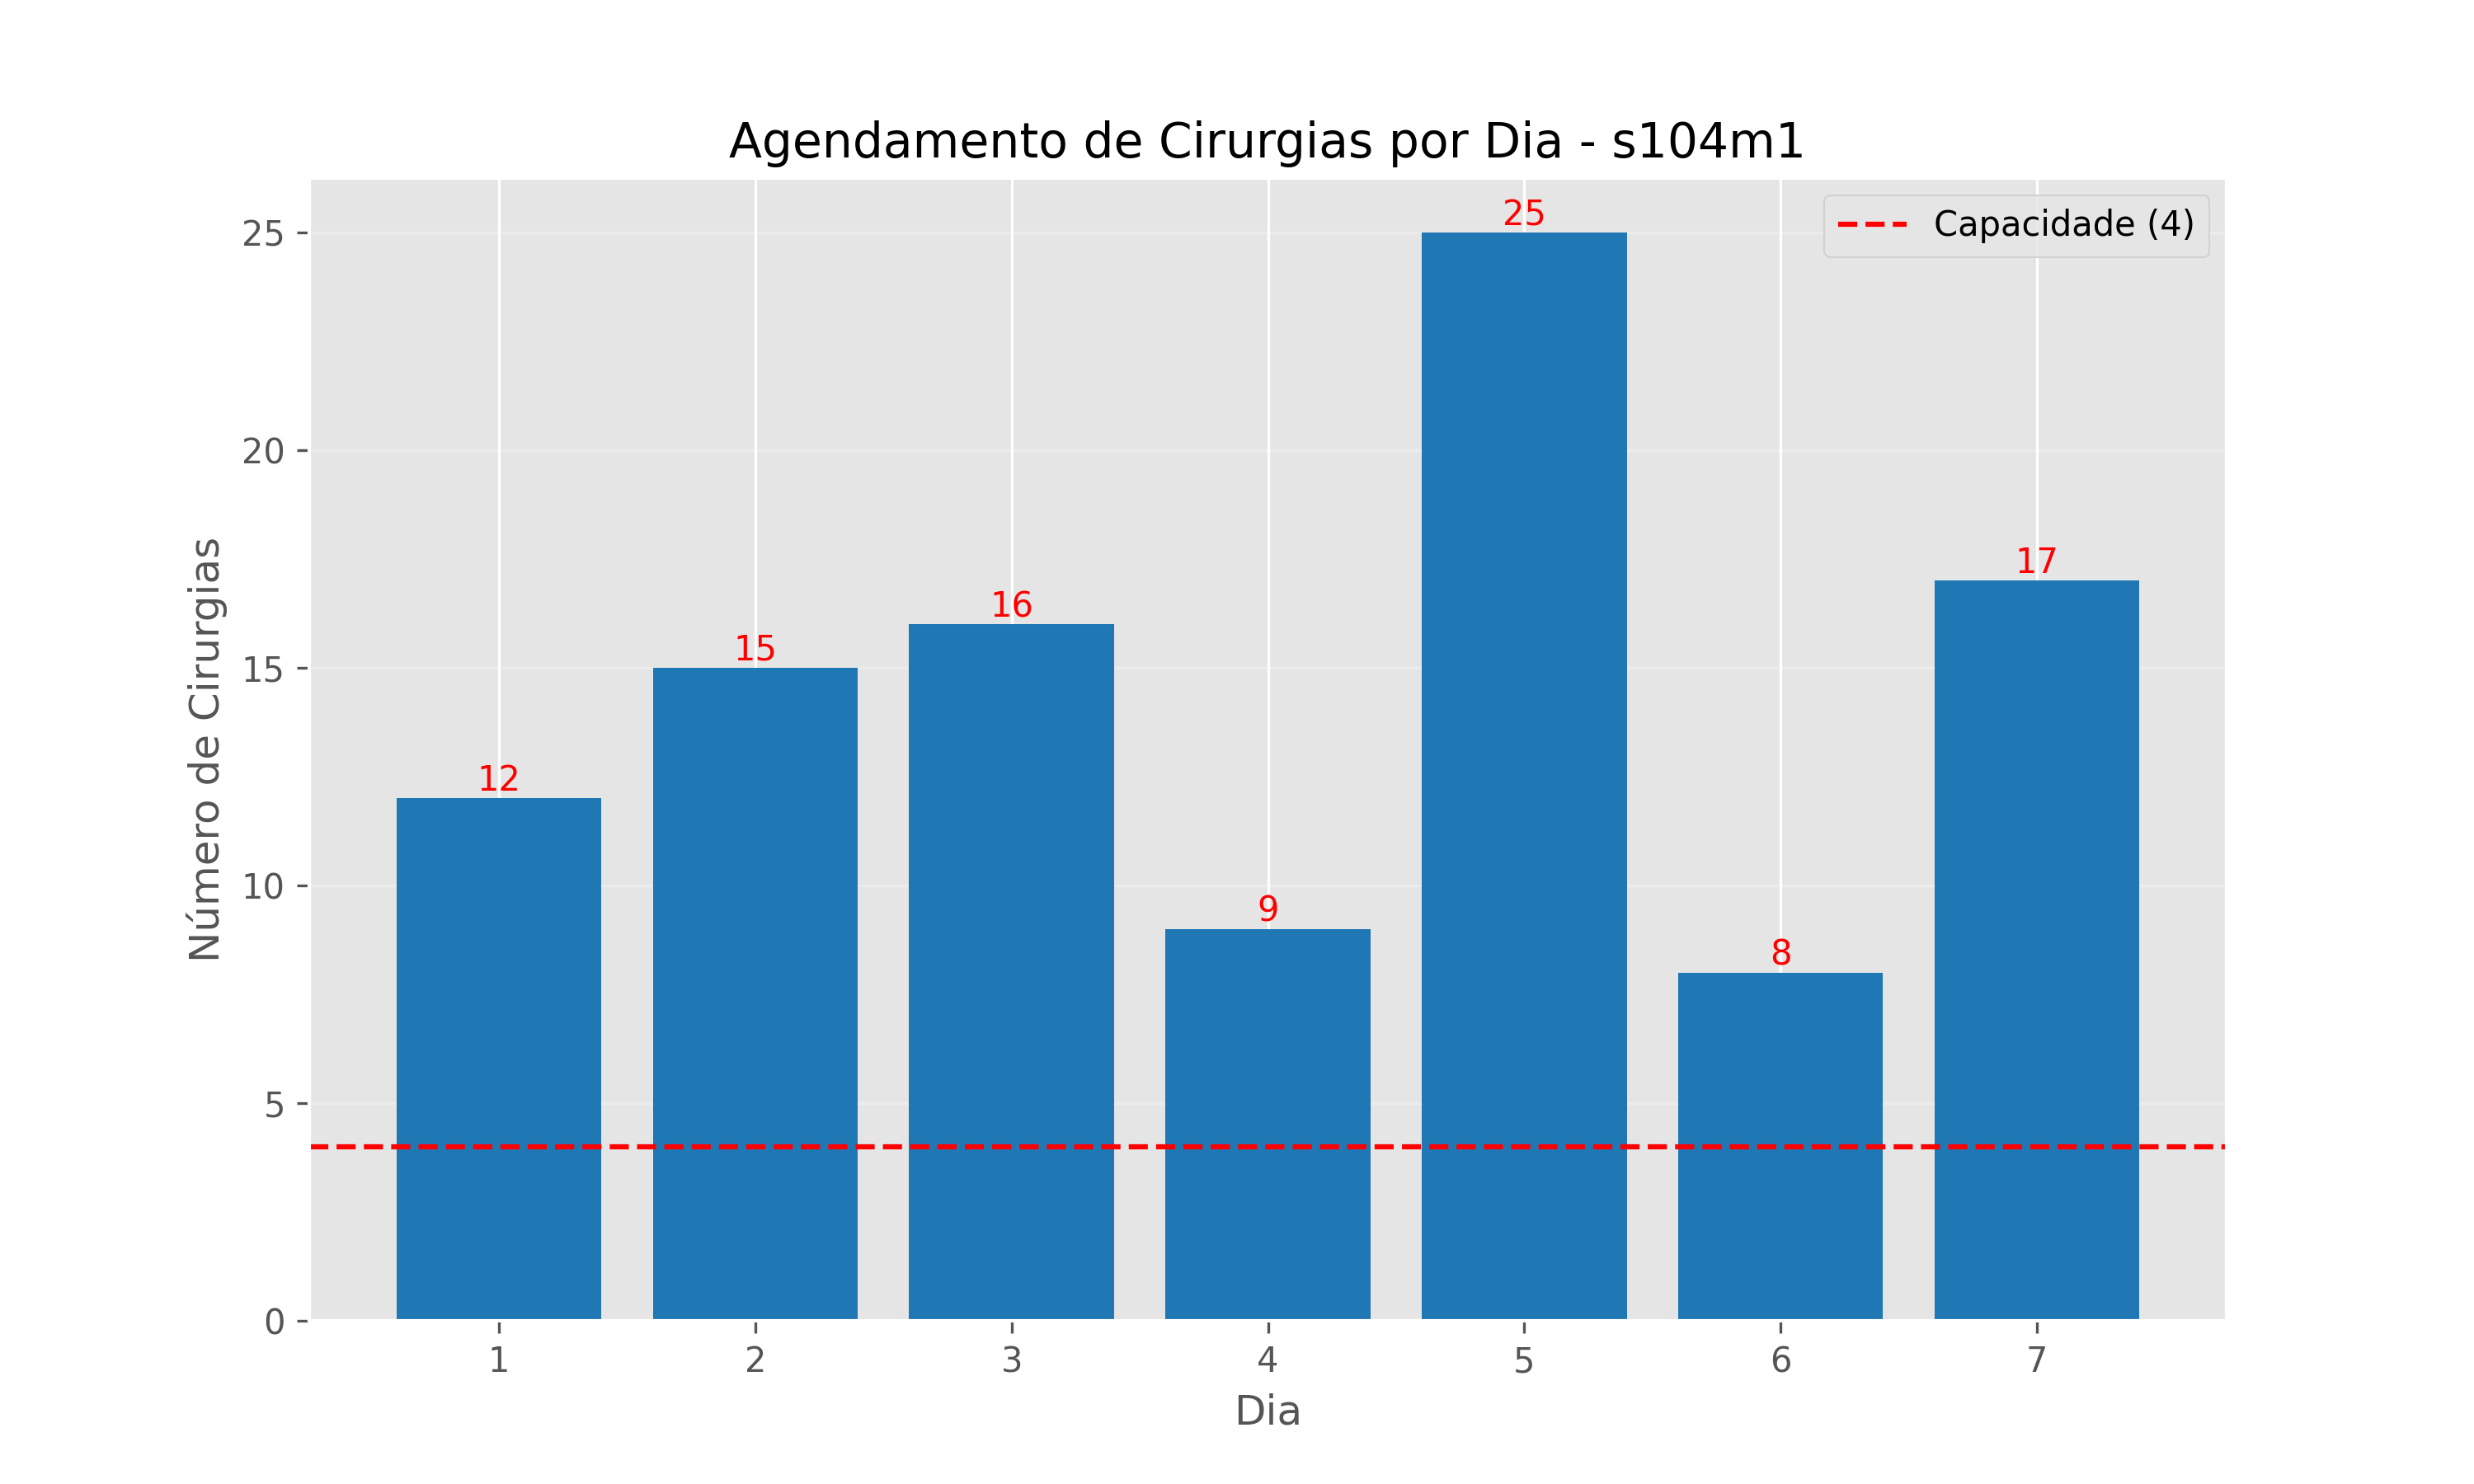 Agendamento de Cirurgias por Dia - s104m1
Capacidade (4)
Número de Cirurgias
25
20
15
10
5
0
12
15
16
9
25
8
17
1 2 3 4 5 6 7
Dia